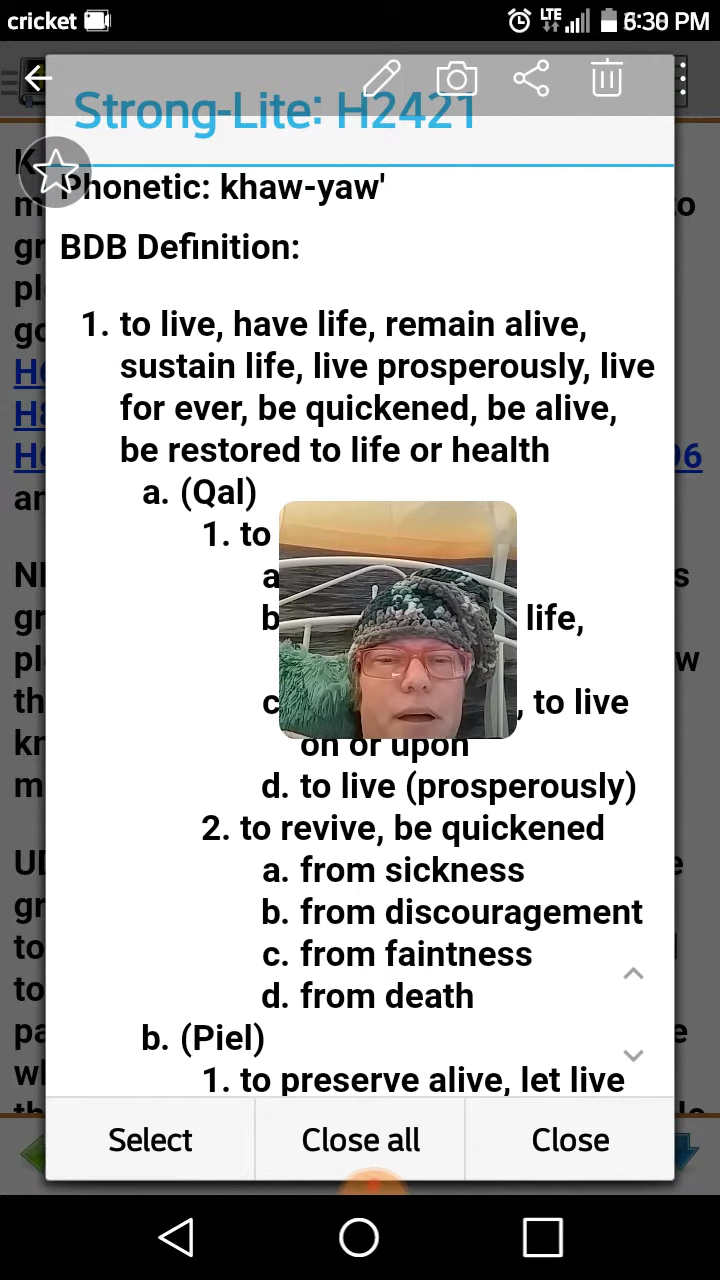 cricket
LTE
6:30 PM
Strong-Lite: H2421
Phonetic: khaw-yaw'
BDB Definition:
1. to live, have life, remain alive,
sustain life, live prosperously, live
for ever, be quickened, be alive,
be restored to life or health
a. (Qal)
1. to
a
b life,
c , to live
on or upon
d. to live (prosperously)
2. to revive, be quickened
a. from sickness
b. from discouragement
c. from faintness
d. from death
b. (Piel)
1. to preserve alive, let live
Select Close all Close